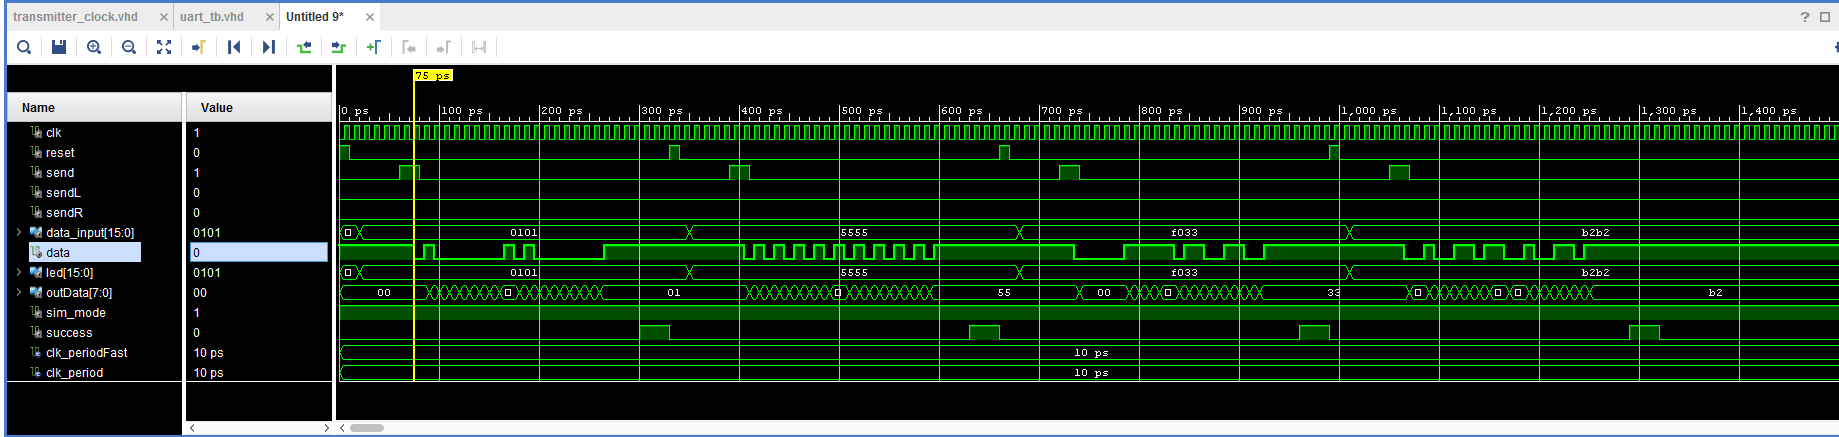 transmitter_clock.vhd × uart_tb.vhd × Untitled 9* × ?
75 ps
Name Value
0 ps 100 ps 200 ps 300 ps 400 ps 500 ps 600 ps 700 ps 800 ps 900 ps 1,000 ps 1,100 ps 1,200 ps 1,300 ps 1,400 ps
clk 1
reset 0
send 1
sendL 0
sendR 0
data_input[15:0] 0101 0101 5555 f033 b2b2
data 0
led[15:0] 0101 0101 5555 f033 b2b2
outData[7:0] 00 00 01 55 00 33 b2
sim_mode 1
success 0
clk_periodFast 10 ps 10 ps
clk_period 10 ps 10 ps